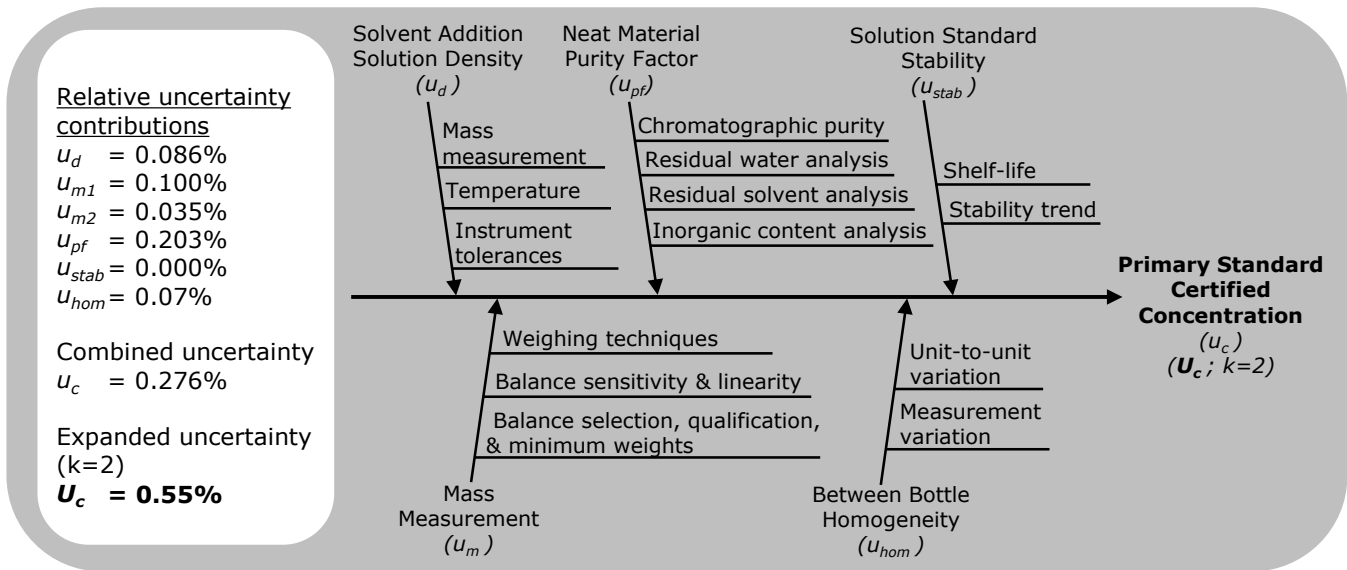 Relative uncertainty
contributions
u_d = 0.086%
u_m1 = 0.100%
u_m2 = 0.035%
u_pf = 0.203%
u_stab = 0.000%
u_hom = 0.07%
Combined uncertainty
u_c = 0.276%
Expanded uncertainty
(k=2)
U_c = 0.55%
Solvent Addition
Solution Density
(u_d )
Mass
measurement
Temperature
Instrument
tolerances
Neat Material
Purity Factor
(u_pf)
Chromatographic purity
Residual water analysis
Residual solvent analysis
Inorganic content analysis
Solution Standard
Stability
(u_stab )
Shelf-life
Stability trend
Weighing techniques
Balance sensitivity & linearity
Balance selection, qualification,
& minimum weights
Mass
Measurement
(u_m )
Unit-to-unit
variation
Measurement
variation
Between Bottle
Homogeneity
(u_hom )
Primary Standard
Certified
Concentration
(u_c )
(U_c ; k=2)